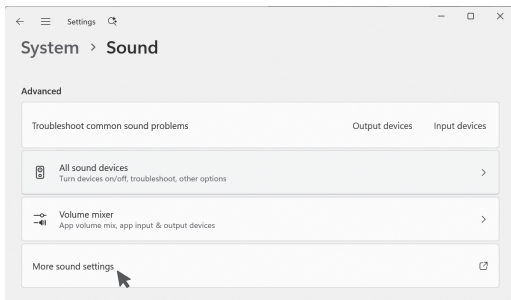 Settings
System > Sound
Advanced
Troubleshoot common sound problems Output devices Input devices
All sound devices
Turn devices on/off, troubleshoot, other options
Volume mixer
App volume mix, app input & output devices
More sound settings